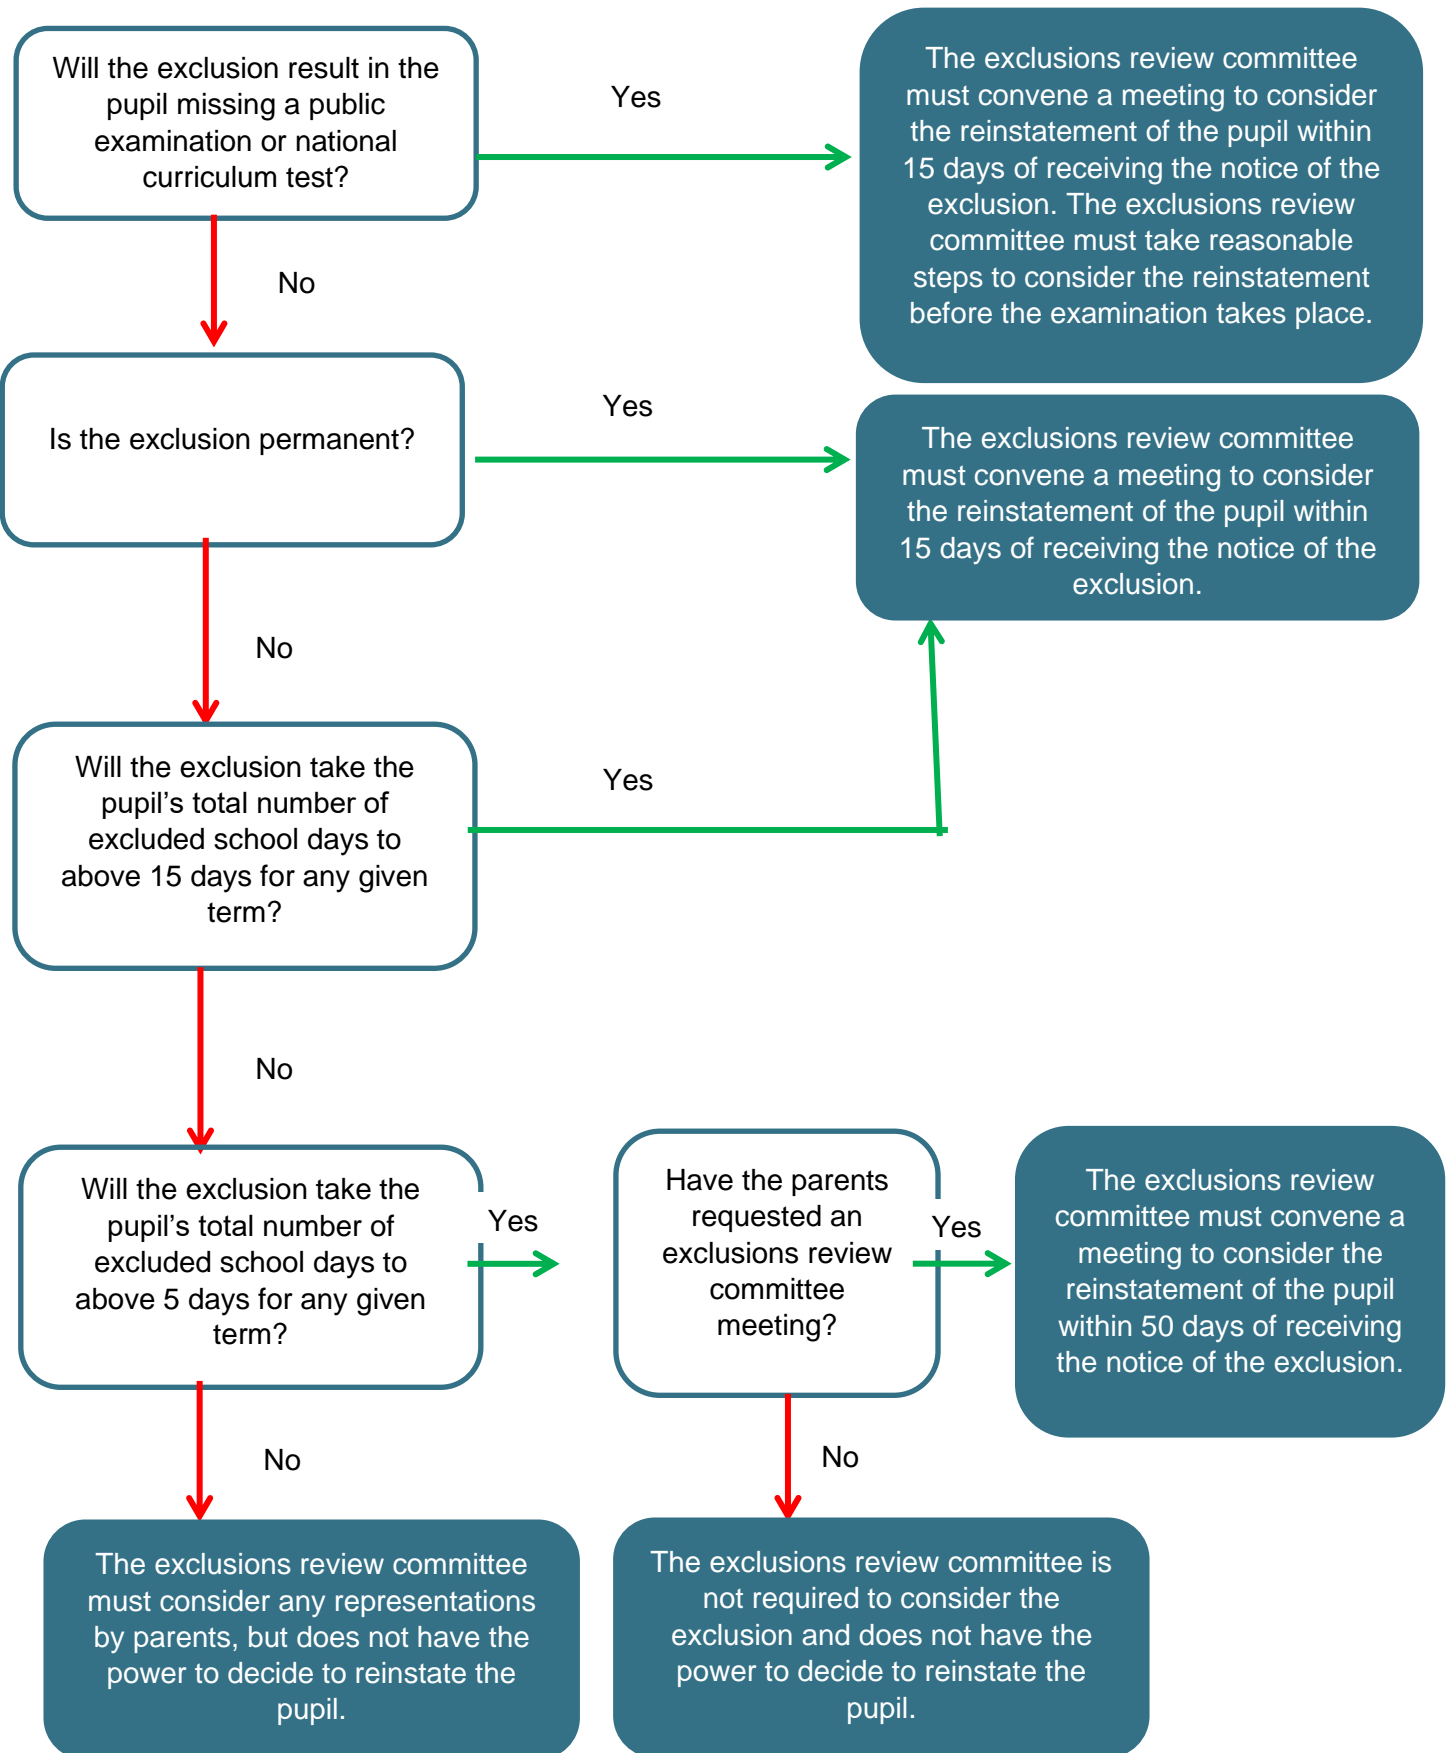 Will the exclusion result in the
pupil missing a public
examination or national
curriculum test?
Yes
The exclusions review committee
must convene a meeting to consider
the reinstatement of the pupil within
15 days of receiving the notice of the
exclusion. The exclusions review
committee must take reasonable
steps to consider the reinstatement
before the examination takes place.
No
Is the exclusion permanent?
Yes
The exclusions review committee
must convene a meeting to consider
the reinstatement of the pupil within
15 days of receiving the notice of the
exclusion.
No
Will the exclusion take the
pupil’s total number of
excluded school days to
above 15 days for any given
term?
Yes
No
Will the exclusion take the
pupil’s total number of
excluded school days to
above 5 days for any given
term?
Yes
Have the parents
requested an
exclusions review
committee
meeting?
Yes
The exclusions review
committee must convene a
meeting to consider the
reinstatement of the pupil
within 50 days of receiving
the notice of the exclusion.
No
No
The exclusions review committee
must consider any representations
by parents, but does not have the
power to decide to reinstate the
pupil.
The exclusions review committee is
not required to consider the
exclusion and does not have the
power to decide to reinstate the
pupil.